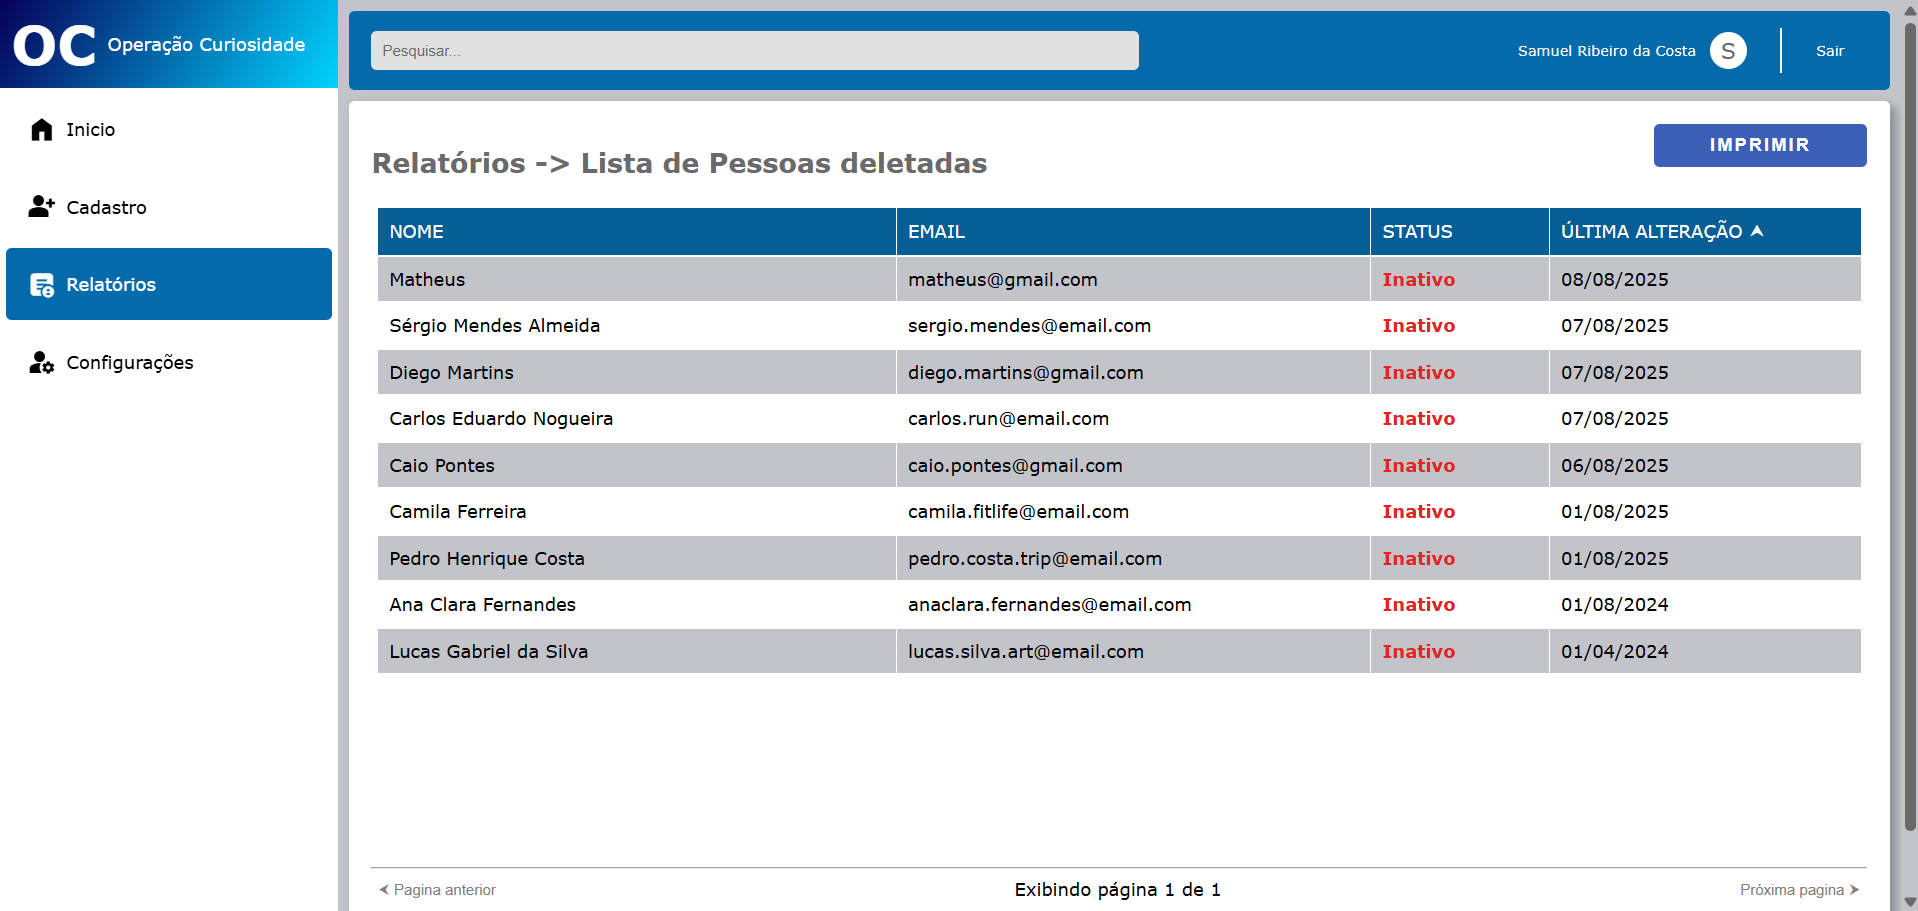 OC Operação Curiosidade
Inicio
Cadastro
Relatórios
Configurações
Pesquisar...
Samuel Ribeiro da Costa S Sair
IMPRIMIR
Relatórios -> Lista de Pessoas deletadas
NOME EMAIL STATUS ÚLTIMA ALTERAÇÃO
Matheus matheus@gmail.com Inativo 08/08/2025
Sérgio Mendes Almeida sergio.mendes@email.com Inativo 07/08/2025
Diego Martins diego.martins@gmail.com Inativo 07/08/2025
Carlos Eduardo Nogueira carlos.run@email.com Inativo 07/08/2025
Caio Pontes caio.pontes@gmail.com Inativo 06/08/2025
Camila Ferreira camila.fitlife@email.com Inativo 01/08/2025
Pedro Henrique Costa pedro.costa.trip@email.com Inativo 01/08/2025
Ana Clara Fernandes anaclara.fernandes@email.com Inativo 01/08/2024
Lucas Gabriel da Silva lucas.silva.art@email.com Inativo 01/04/2024
Pagina anterior Exibindo página 1 de 1 Próxima pagina